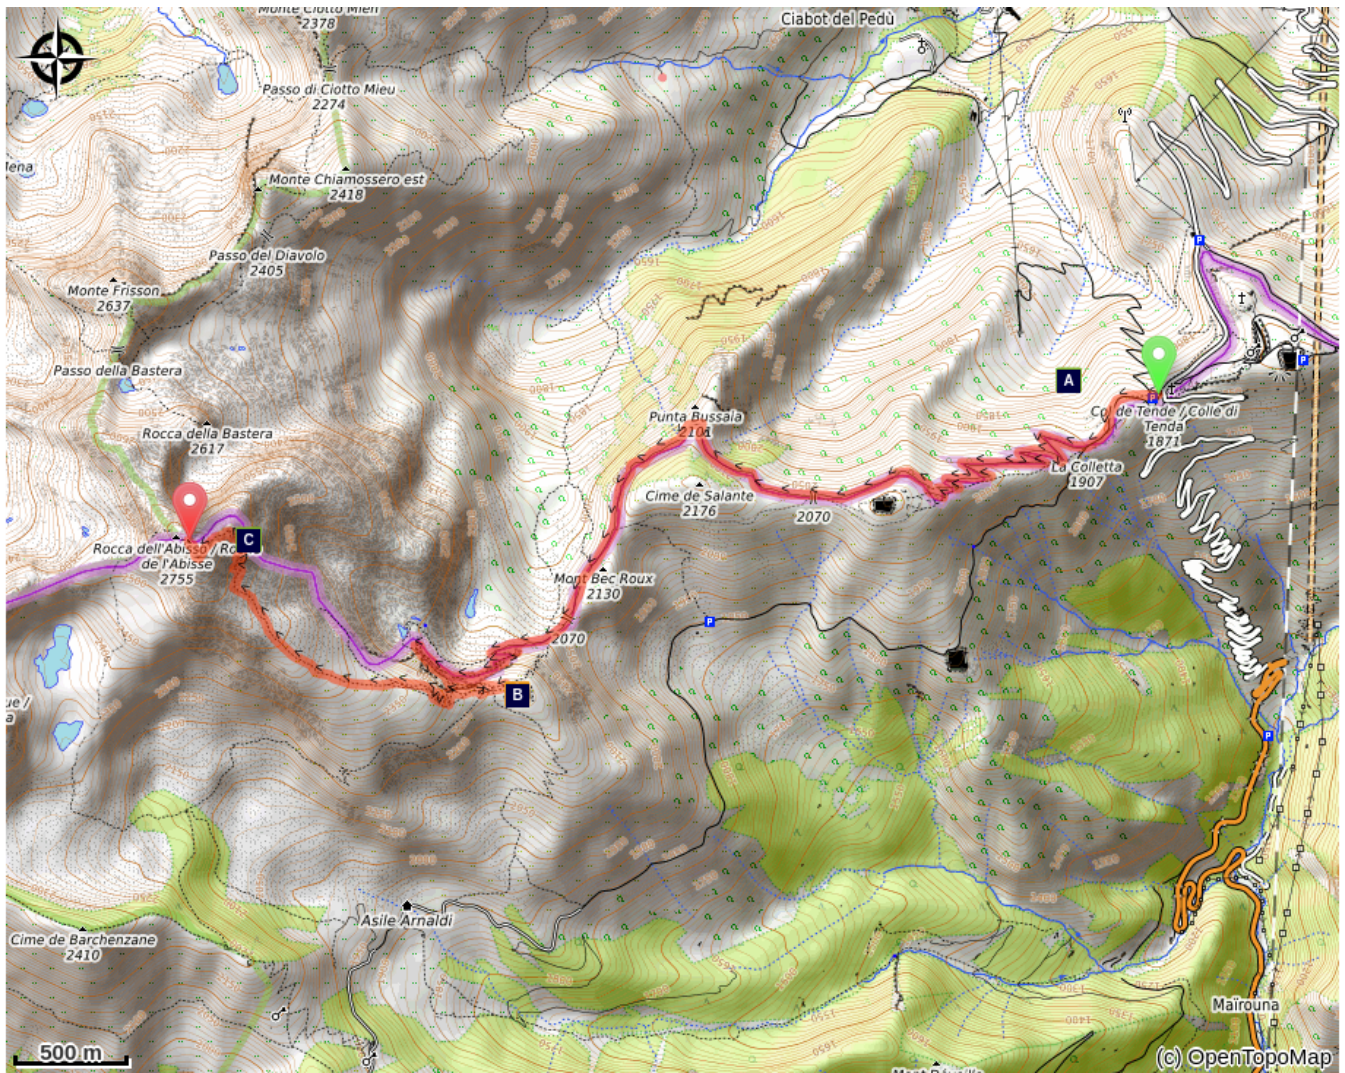 Monte Ciotto Mien
2378
Ciabot del Pedù
Passo di Ciotto Mieu
2274
Monte Chiamossero est
2418
Passo del Diavolo
2405
Monte Frisson
2637
Passo della Bastera
Rocca della Bastera
2617
A
Punta Bussaia
2101
Col de Tende / Colle di
Tenda
1871
La Colletta
1907
Cime de Salante
2176
2070
C
Rocca dell'Abisso / Ro
de l'Abisse
2755
Mont Bec Roux
2130
2070
B
Asile Arnaldi
Cime de Barchenzane
2410
Maïrouna
500 m
(c) OpenTopoMap